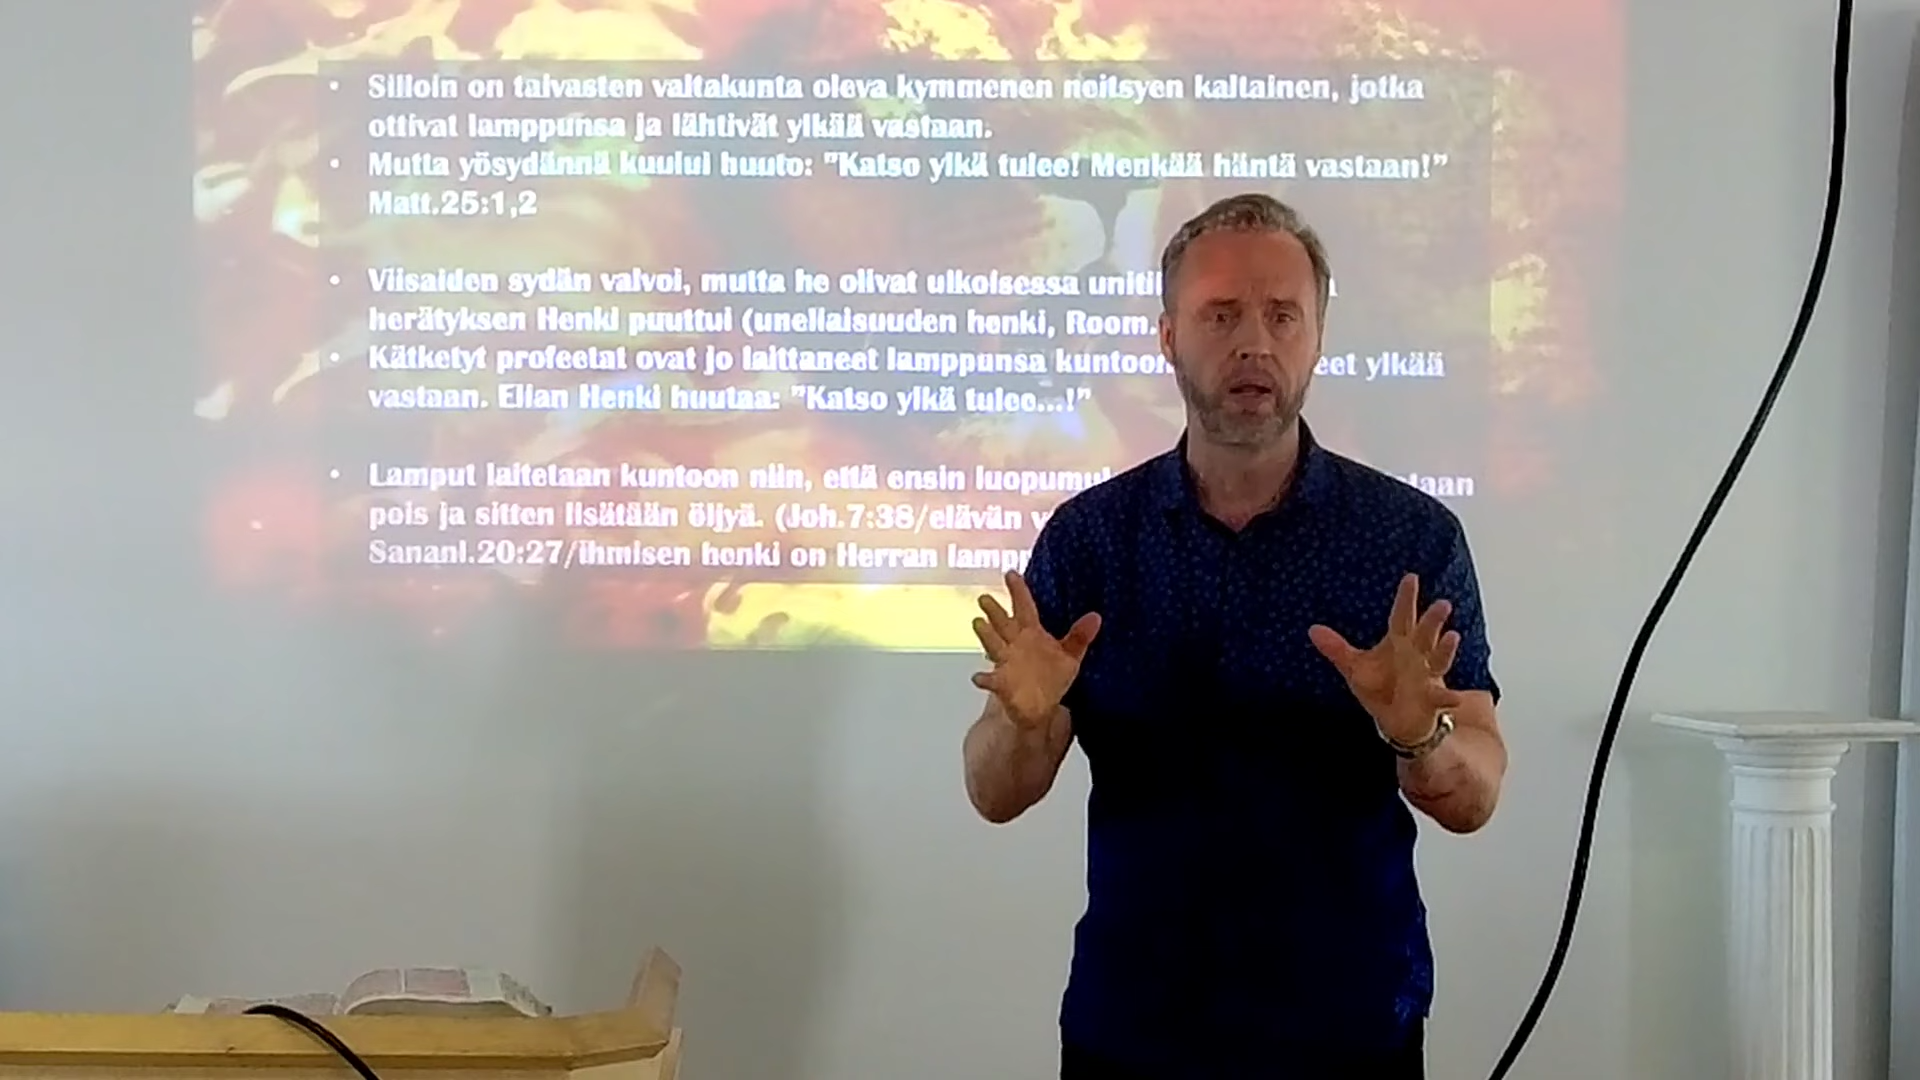 • Silloin on taivasten valtakunta oleva kymmenen neitsyen kaltainen, jotka
ottivat lamppunsa ja lähtivät ylkää vastaan.
• Mutta yösydännä kuului huuto: ”Katso ylkä tulee! Menkää häntä vastaan!”
Matt.25:1,2
• Viisaiden sydän valvoi, mutta he olivat ulkoisessa
herätyksen Henki puuttui (uneliaisuuden henki, Room.
• Kätketyt profeetat ovat jo laittaneet lamppunsa kuntoon ylkää
vastaan. Elian Henki huutaa: ”Katso ylkä tulee...!”
• Lamput laitetaan kuntoon niin, että ensin
pois ja sitten lisätään öljyä. (Joh.7:38/elävän
Sananl.20:27/ihmisen henki on Herran